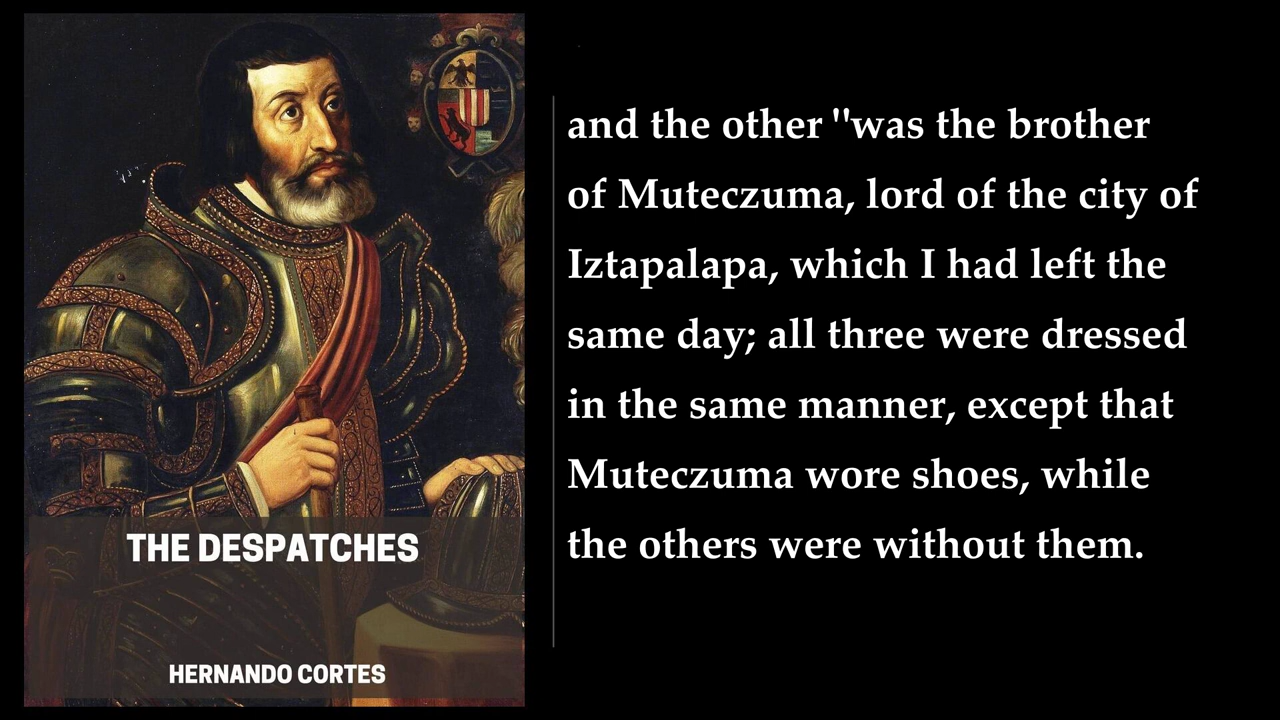 THE DESPATCHES
HERNANDO CORTES
and the other "was the brother
of Muteczuma, lord of the city of
Iztapalapa, which I had left the
same day; all three were dressed
in the same manner, except that
Muteczuma wore shoes, while
the others were without them.